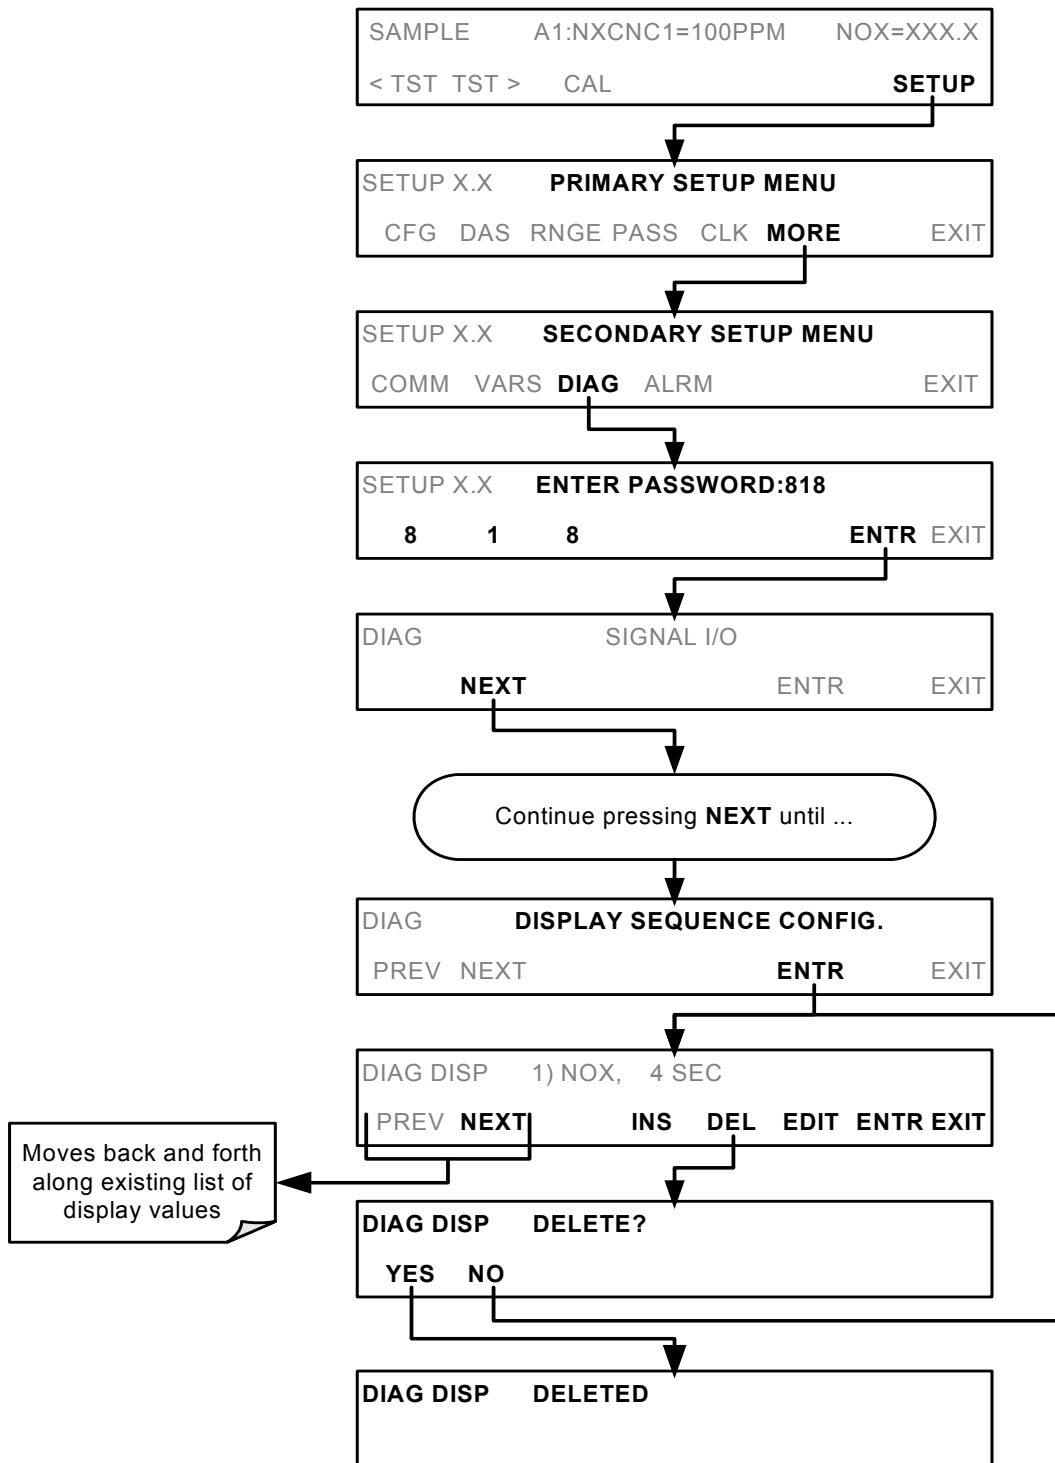 SAMPLE A1:NXCNC1=100PPM NOX=XXX.X
< TST TST > CAL SETUP
SETUP X.X PRIMARY SETUP MENU
CFG DAS RNGE PASS CLK MORE EXIT
SETUP X.X SECONDARY SETUP MENU
COMM VARS DIAG ALRM EXIT
SETUP X.X ENTER PASSWORD:818
8 1 8 ENTR EXIT
DIAG SIGNAL I/O
NEXT ENTR EXIT
Continue pressing NEXT until ...
DIAG DISPLAY SEQUENCE CONFIG.
PREV NEXT ENTR EXIT
DIAG DISP 1) NOX, 4 SEC
PREV NEXT INS DEL EDIT ENTR EXIT
Moves back and forth
along existing list of
display values
DIAG DISP DELETE?
YES NO
DIAG DISP DELETED